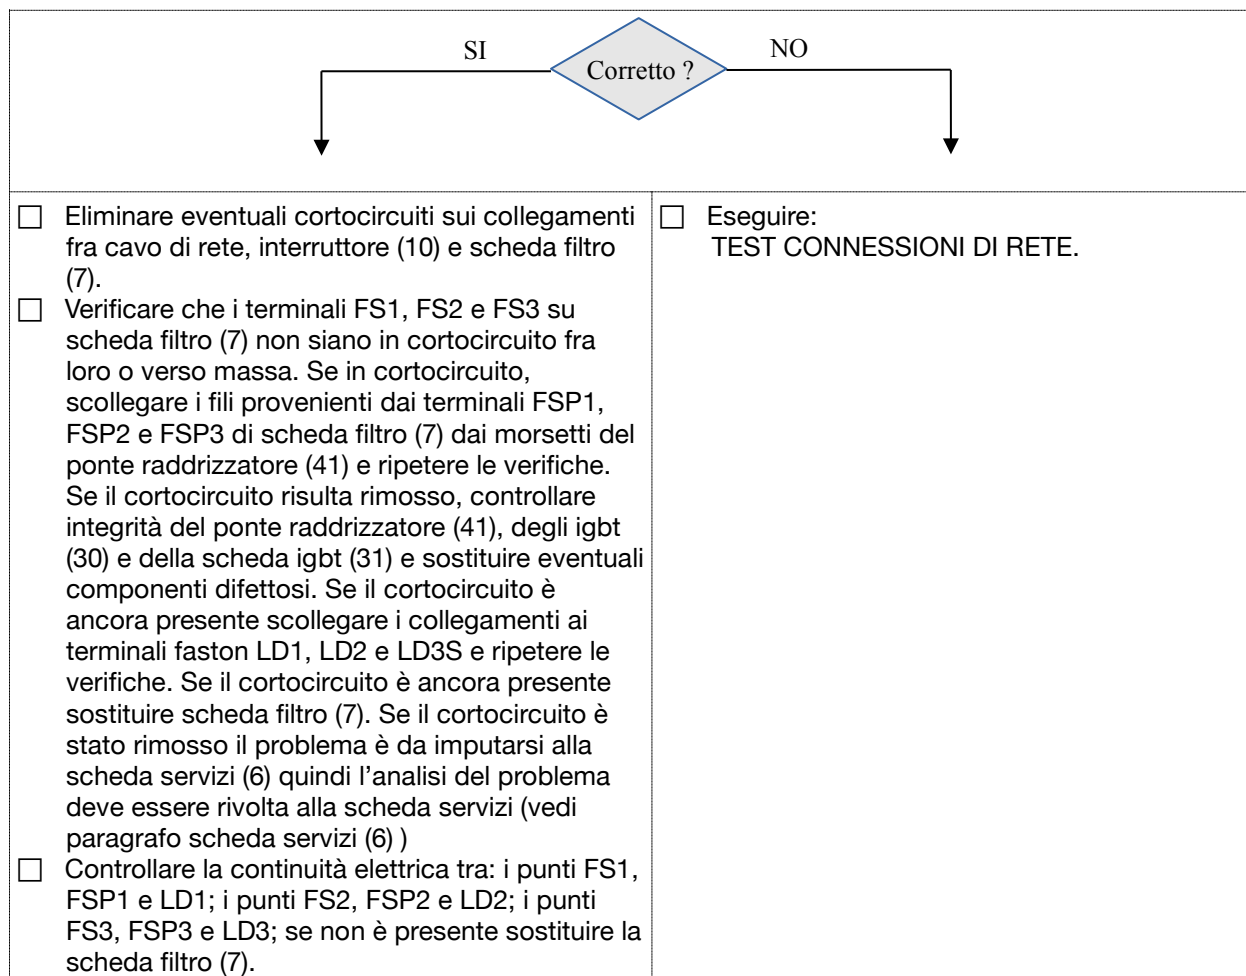 SI
Corretto ?
NO
☐ Eliminare eventuali cortocircuiti sui collegamenti
fra cavo di rete, interruttore (10) e scheda filtro
(7).
☐ Verificare che i terminali FS1, FS2 e FS3 su
scheda filtro (7) non siano in cortocircuito fra
loro o verso massa. Se in cortocircuito,
scollegare i fili provenienti dai terminali FSP1,
FSP2 e FSP3 di scheda filtro (7) dai morsetti del
ponte raddrizzatore (41) e ripetere le verifiche.
Se il cortocircuito risulta rimosso, controllare
integrità del ponte raddrizzatore (41), degli igbt
(30) e della scheda igbt (31) e sostituire eventuali
componenti difettosi. Se il cortocircuito è
ancora presente scollegare i collegamenti ai
terminali faston LD1, LD2 e LD3S e ripetere le
verifiche. Se il cortocircuito è ancora presente
sostituire scheda filtro (7). Se il cortocircuito è
stato rimosso il problema è da imputarsi alla
scheda servizi (6) quindi l’analisi del problema
deve essere rivolta alla scheda servizi (vedi
paragrafo scheda servizi (6) )
☐ Controllare la continuità elettrica tra: i punti FS1,
FSP1 e LD1; i punti FS2, FSP2 e LD2; i punti
FS3, FSP3 e LD3; se non è presente sostituire la
scheda filtro (7).
☐ Eseguire:
TEST CONNESSIONI DI RETE.